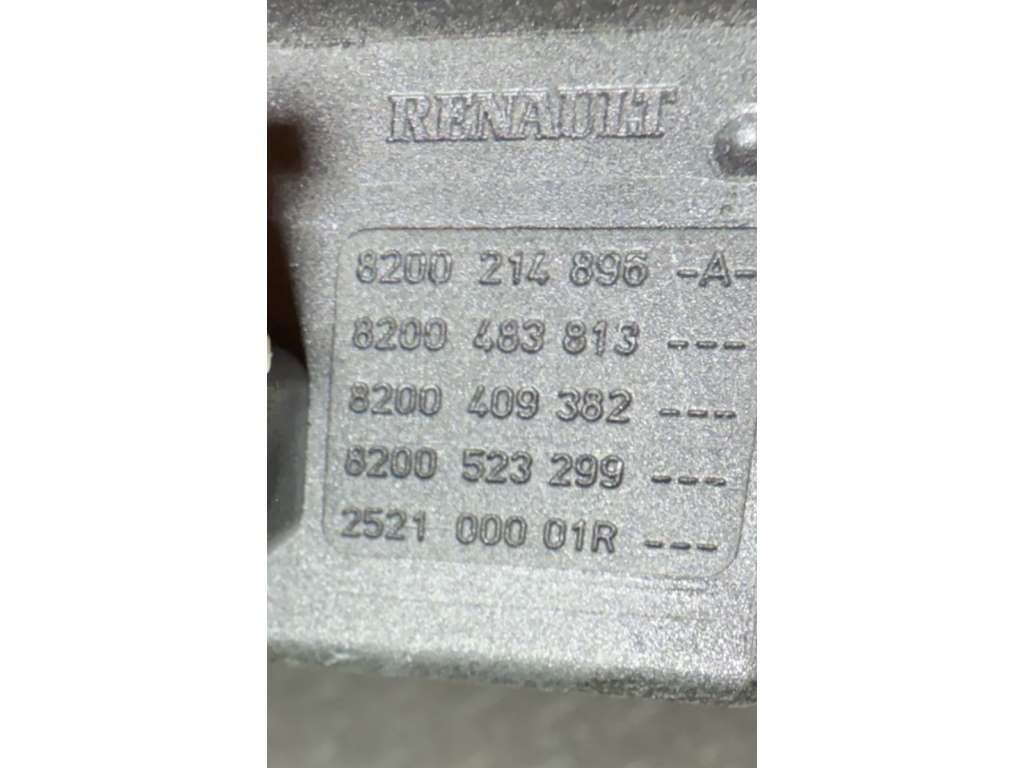 RENAULT
8200 214 896 -A-
8200 483 813 ---
8200 409 382 ---
8200 523 299 ---
2521 000 01R ---